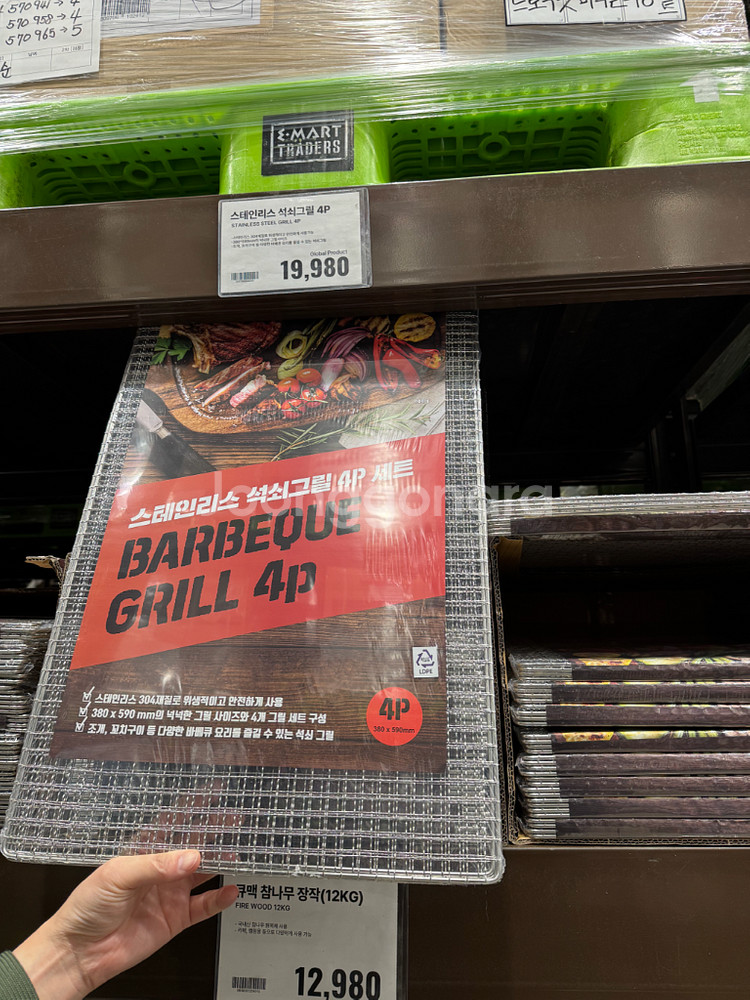 570941→4
570958→4
570965→5
E·MART
TRADERS
스테인리스 석쇠그릴 4P
STAINLESS STEEL GRILL 4P
Global Product
19,980
스테인리스 석쇠그릴 4P 세트
BARBEQUE
GRILL 4p
LDPE
스테인리스 304재질로 위생적이고 안전하게 사용
380 x 590 mm의 넉넉한 그릴 사이즈와 4개 그릴 세트 구성
조개, 꼬치구이 등 다양한 바베큐 요리를 즐길 수 있는 석쇠 그릴
4P
380 x 590mm
큐맥 참나무 장작(12KG)
FIRE WOOD 12KG
12,980